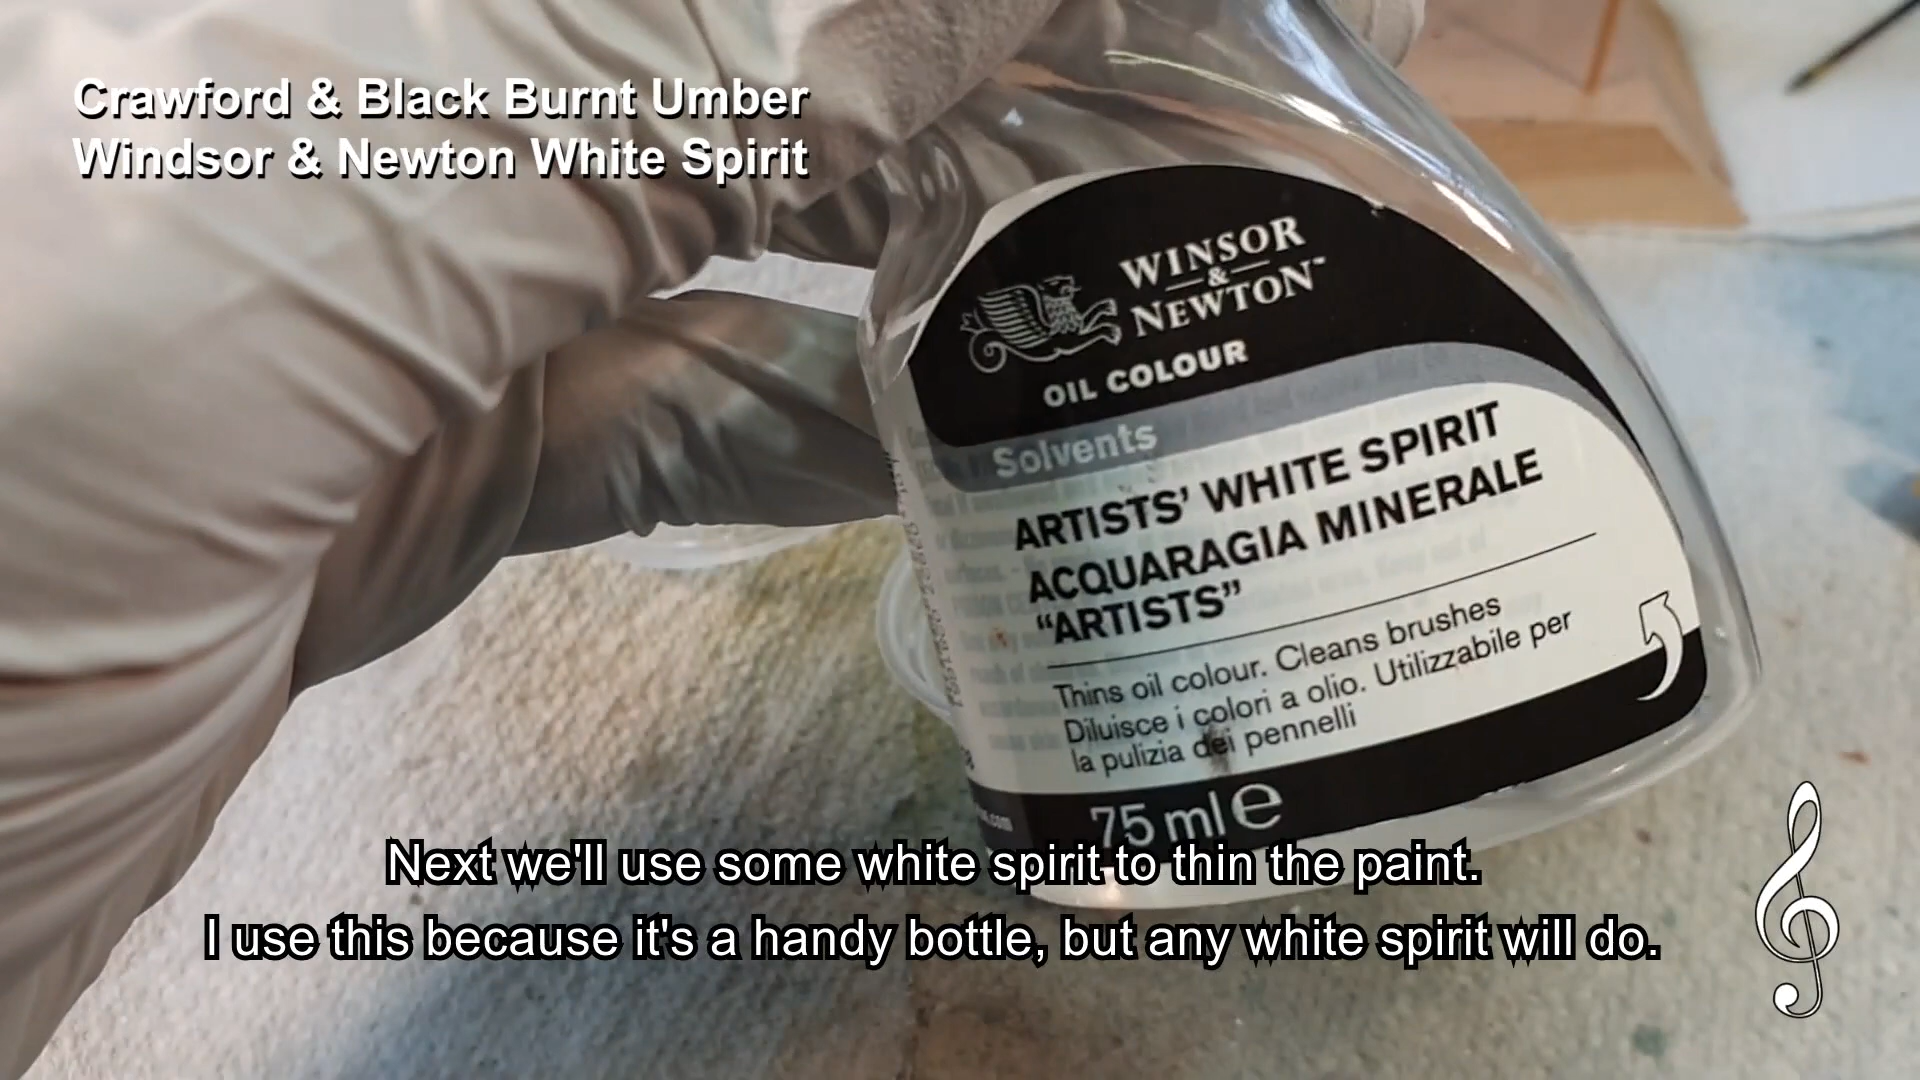 Crawford & Black Burnt Umber
Windsor & Newton White Spirit
WINSOR
&
NEWTON™
OIL COLOUR
Solvents
ARTISTS' WHITE SPIRIT
ACQUARAGIA MINERALE
“ARTISTS”
Thins oil colour. Cleans brushes
Diluisce i colori a olio. Utilizzabile per
la pulizia dei pennelli
75 ml e
Next we'll use some white spirit to thin the paint.
I use this because it's a handy bottle, but any white spirit will do.